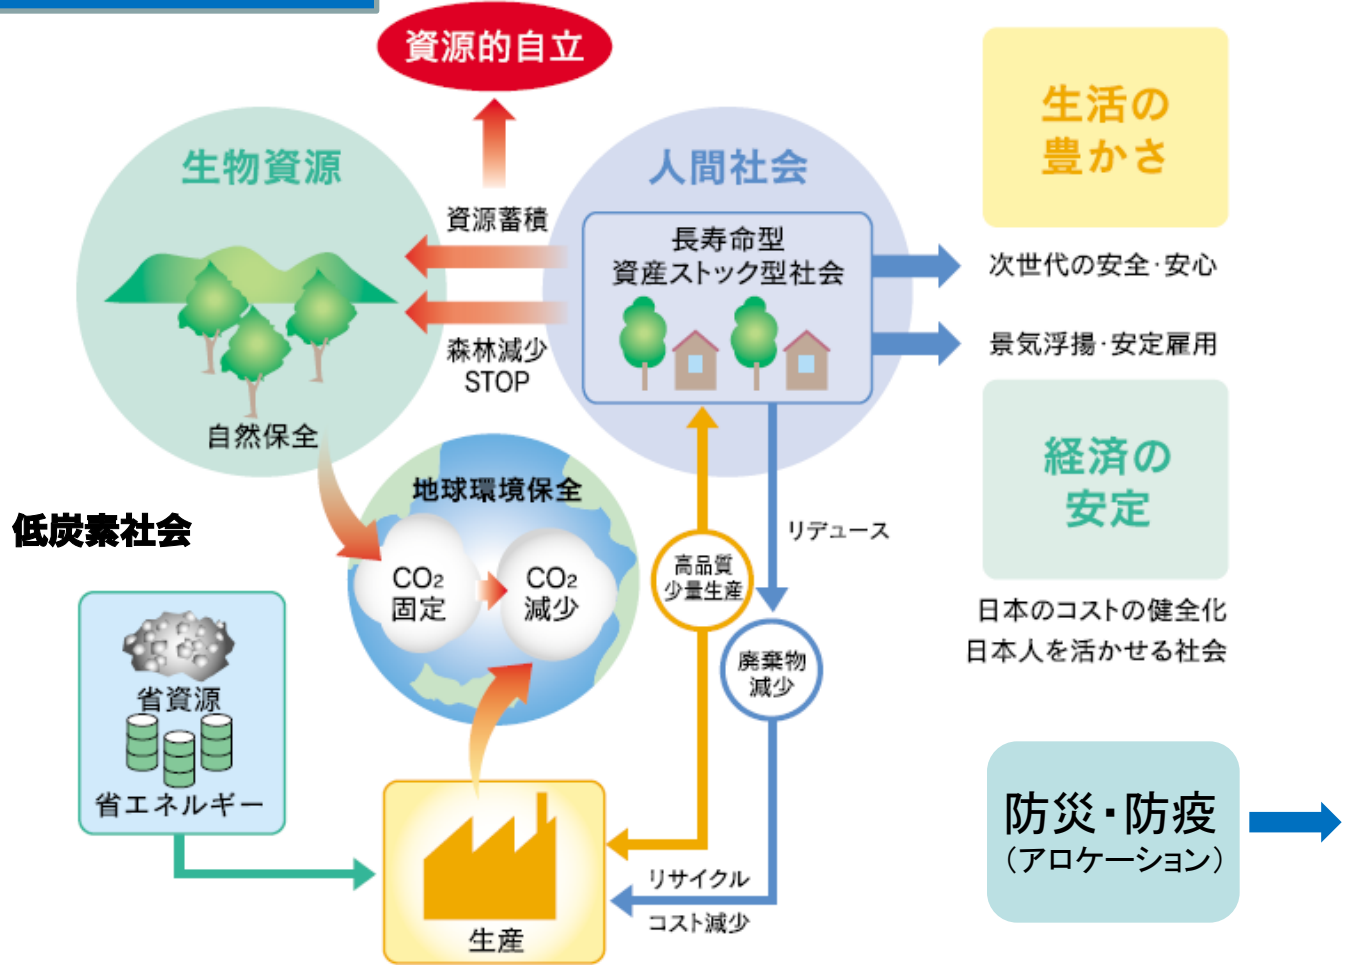 資源的自立
生物資源
人間社会
生活の
豊かさ
資源蓄積
長寿命型
資産ストック型社会
次世代の安全・安心
森林減少
STOP
景気浮揚・安定雇用
自然保全
経済の
安定
地球環境保全
低炭素社会
リデュース
高品質
少量生産
CO₂
固定
CO₂
減少
日本のコストの健全化
日本人を活かせる社会
廃棄物
減少
省資源
省エネルギー
防災・防疫
（アロケーション）
リサイクル
コスト減少
生産